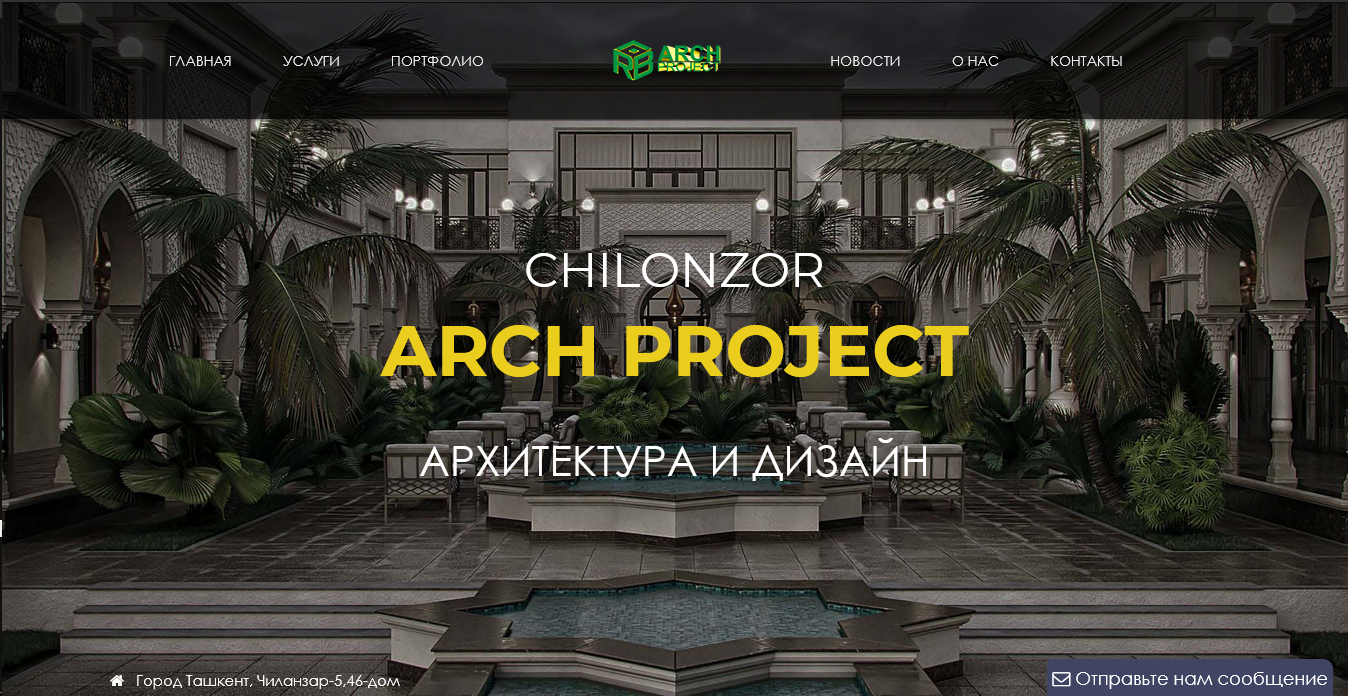 ГЛАВНАЯ УСЛУГИ ПОРТФОЛИО ARCH PROJECT НОВОСТИ О НАС КОНТАКТЫ
CHILONZOR
ARCH PROJECT
АРХИТЕКТУРА И ДИЗАЙН
Город Ташкент, Чиланзар-5,46-дом
Отправьте нам сообщение